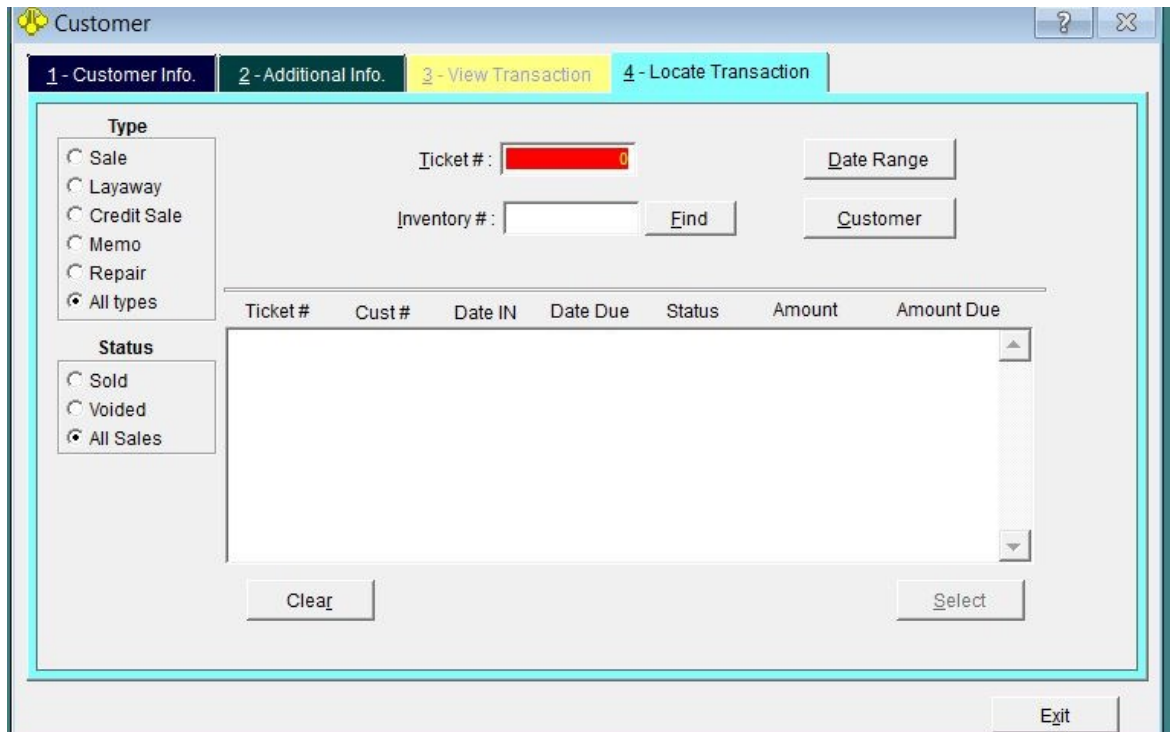 Customer
1 - Customer Info.
2 - Additional Info.
3 - View Transaction
4 - Locate Transaction
Type
Sale
Layaway
Credit Sale
Memo
Repair
All types
Status
Sold
Voided
All Sales
Ticket # : 0
Date Range
Inventory # : Find
Customer
Ticket # Cust # Date IN Date Due Status Amount Amount Due
Clear
Select
Exit